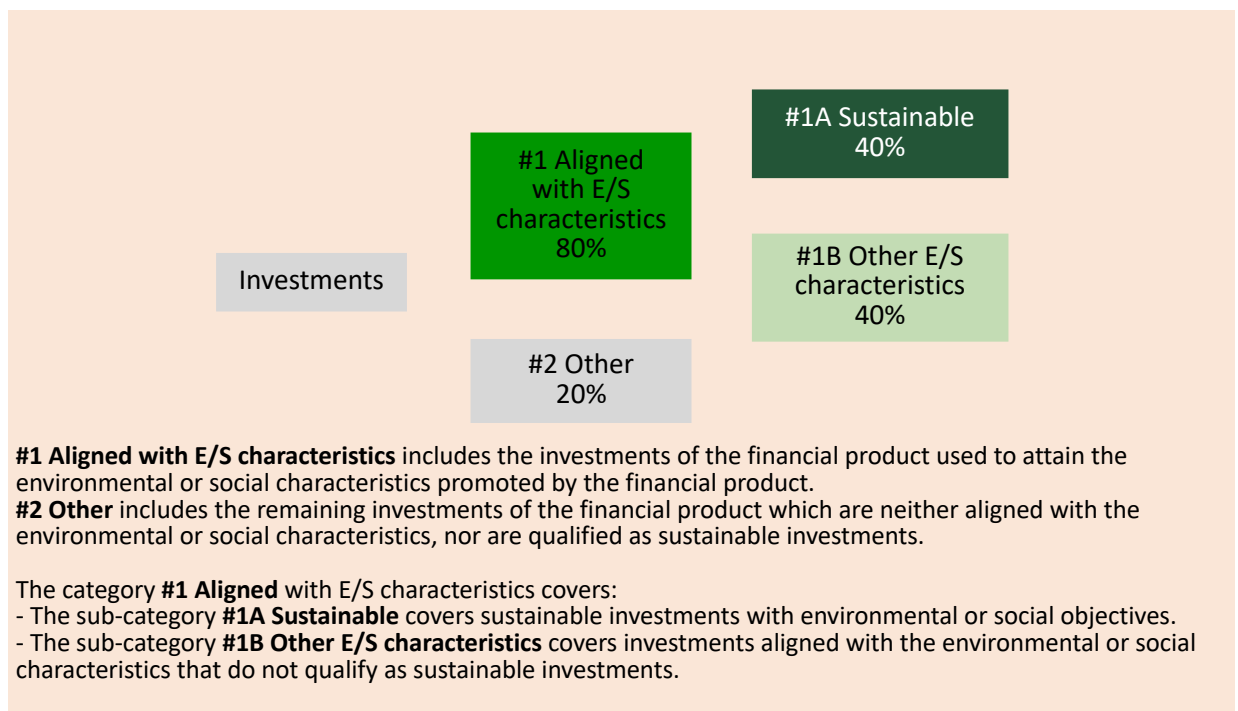 #1A Sustainable
40%
#1 Aligned
with E/S
characteristics
80%
#1B Other E/S
characteristics
40%
Investments
#2 Other
20%
#1 Aligned with E/S characteristics includes the investments of the financial product used to attain the
environmental or social characteristics promoted by the financial product.
#2 Other includes the remaining investments of the financial product which are neither aligned with the
environmental or social characteristics, nor are qualified as sustainable investments.
The category #1 Aligned with E/S characteristics covers:
- The sub-category #1A Sustainable covers sustainable investments with environmental or social objectives.
- The sub-category #1B Other E/S characteristics covers investments aligned with the environmental or social
characteristics that do not qualify as sustainable investments.